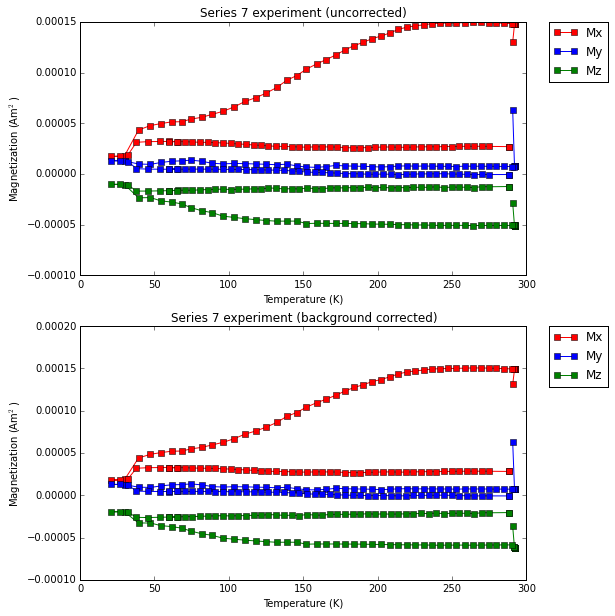 Series 7 experiment (uncorrected)
0.00015
0.00010
0.00005
0.00000
−0.00005
−0.00010
Magnetization (Am²)
0
50
100
150
200
250
300
Temperature (K)
Mx
My
Mz
Series 7 experiment (background corrected)
0.00020
0.00015
0.00010
0.00005
0.00000
−0.00005
−0.00010
Magnetization (Am²)
0
50
100
150
200
250
300
Temperature (K)
Mx
My
Mz